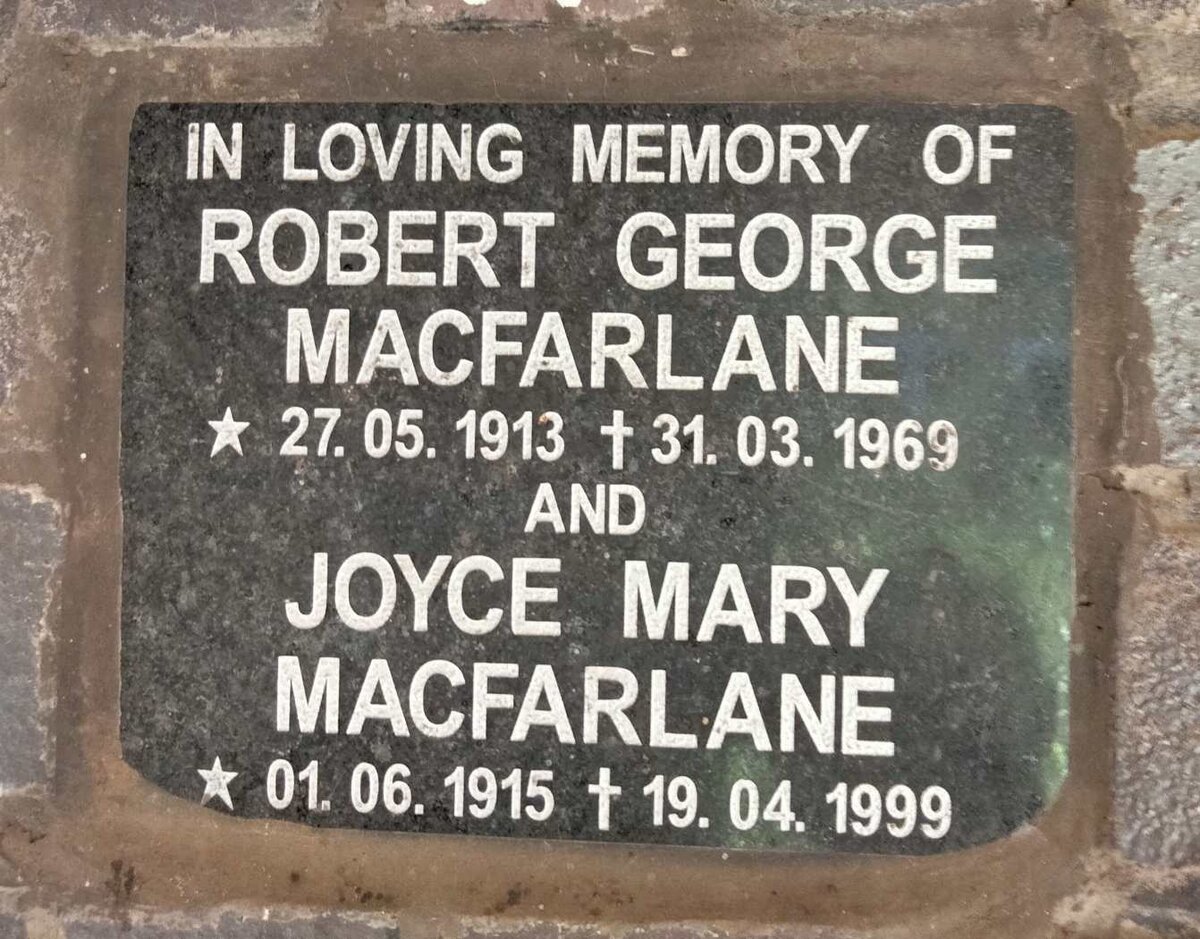 IN LOVING MEMORY OF
ROBERT GEORGE
MACFARLANE
★ 27. 05. 1913 † 31. 03. 1969
AND
JOYCE MARY
MACFARLANE
★ 01. 06. 1915 † 19. 04. 1999